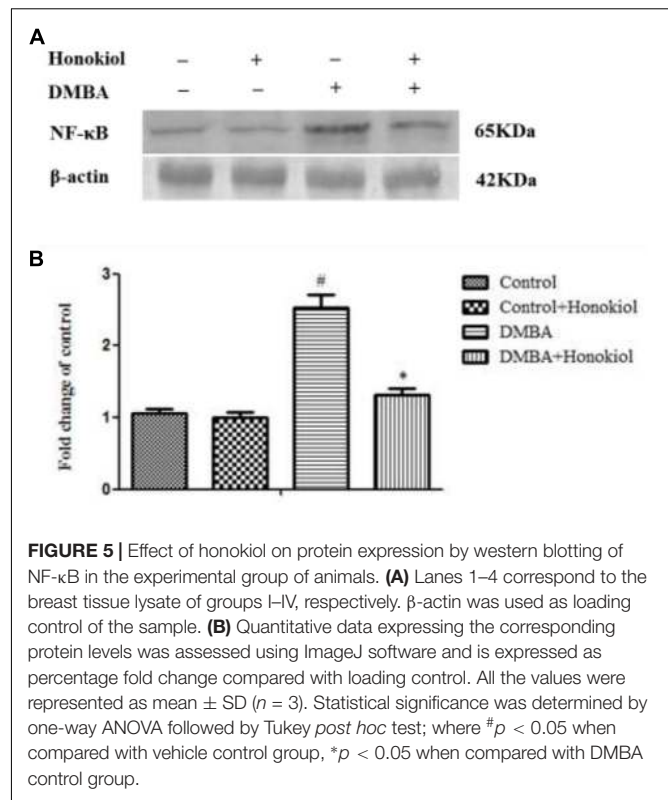 A
Honokiol – + – +
DMBA – – + +
NF-κB 65KDa
β-actin 42KDa
B
3
2
1
0
Fold change of control
#
*
Control
Control+Honokiol
DMBA
DMBA+Honokiol
FIGURE 5 | Effect of honokiol on protein expression by western blotting of
NF-κB in the experimental group of animals. (A) Lanes 1–4 correspond to the
breast tissue lysate of groups I–IV, respectively. β-actin was used as loading
control of the sample. (B) Quantitative data expressing the corresponding
protein levels was assessed using ImageJ software and is expressed as
percentage fold change compared with loading control. All the values were
represented as mean ± SD (n = 3). Statistical significance was determined by
one-way ANOVA followed by Tukey post hoc test; where #p < 0.05 when
compared with vehicle control group, *p < 0.05 when compared with DMBA
control group.